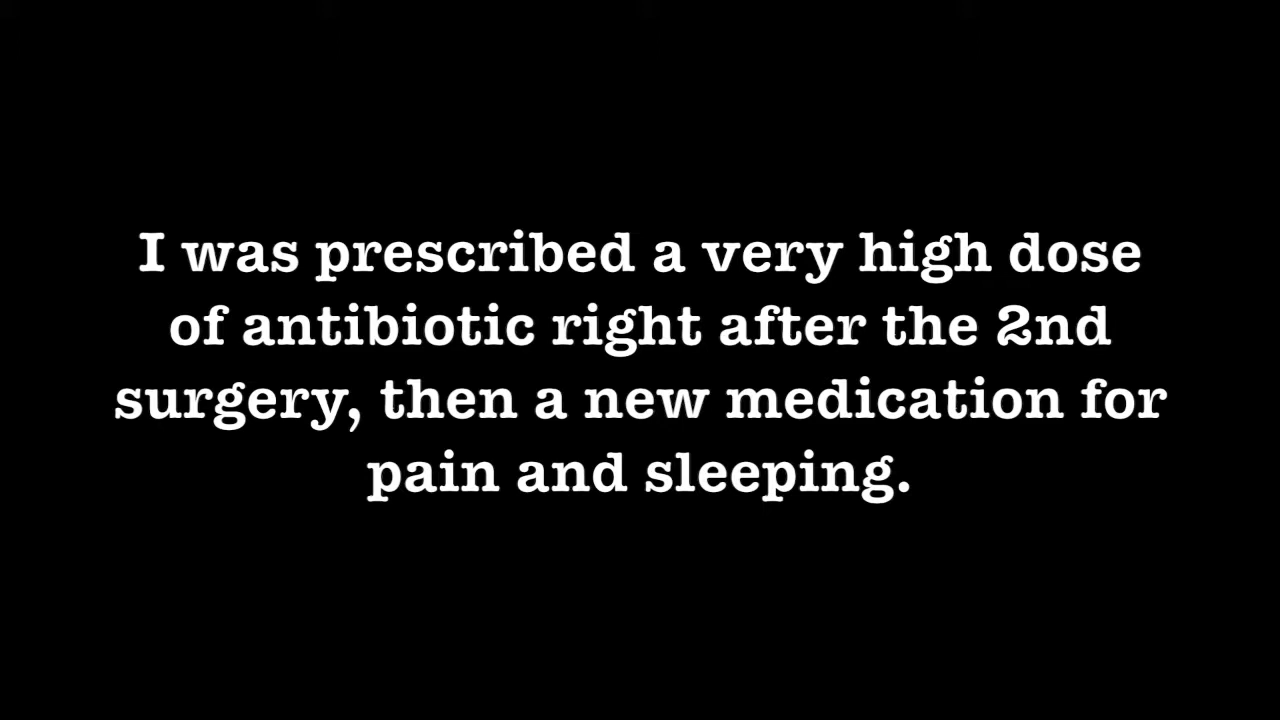 I was prescribed a very high dose
of antibiotic right after the 2nd
surgery, then a new medication for
pain and sleeping.